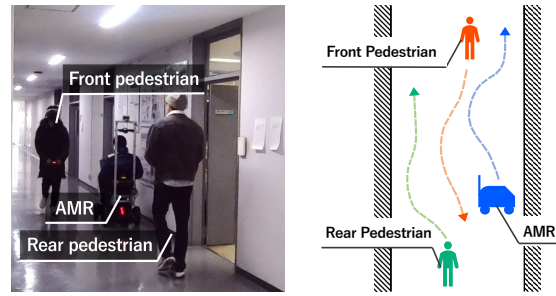 Front pedestrian
AMR
Rear pedestrian
Front Pedestrian
Rear Pedestrian
AMR